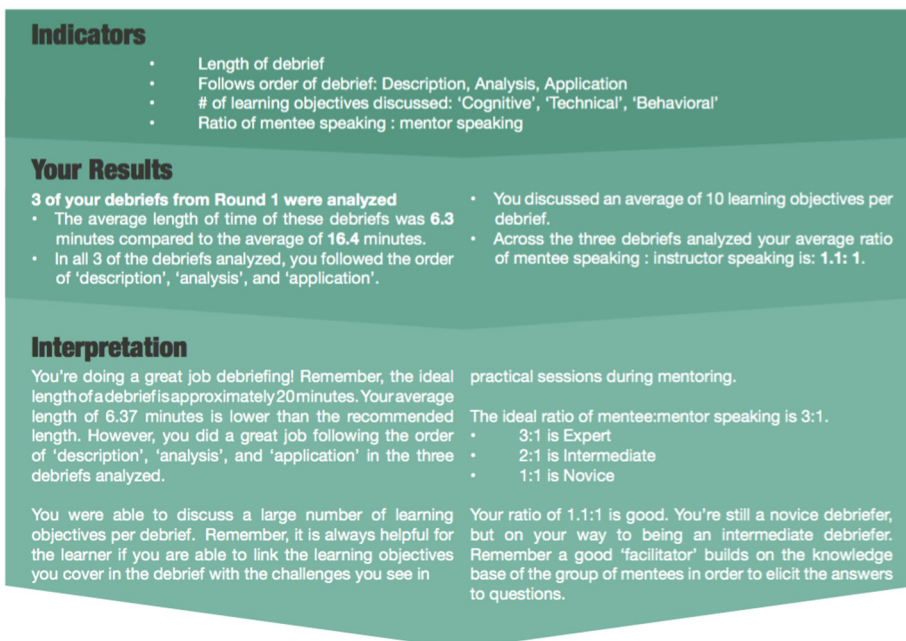 Indicators
• Length of debrief
• Follows order of debrief: Description, Analysis, Application
• # of learning objectives discussed: ‘Cognitive’, ‘Technical’, ‘Behavioral’
• Ratio of mentee speaking : mentor speaking
Your Results
3 of your debriefs from Round 1 were analyzed
• The average length of time of these debriefs was 6.3
minutes compared to the average of 16.4 minutes.
• In all 3 of the debriefs analyzed, you followed the order
of ‘description’, ‘analysis’, and ‘application’.
• You discussed an average of 10 learning objectives per
debrief.
• Across the three debriefs analyzed your average ratio
of mentee speaking : instructor speaking is: 1.1: 1.
Interpretation
You’re doing a great job debriefing! Remember, the ideal
length of a debrief is approximately 20 minutes. Your average
length of 6.37 minutes is lower than the recommended
length. However, you did a great job following the order
of ‘description’, ‘analysis’, and ‘application’ in the three
debriefs analyzed.
You were able to discuss a large number of learning
objectives per debrief. Remember, it is always helpful for
the learner if you are able to link the learning objectives
you cover in the debrief with the challenges you see in
practical sessions during mentoring.
The ideal ratio of mentee:mentor speaking is 3:1.
• 3:1 is Expert
• 2:1 is Intermediate
• 1:1 is Novice
Your ratio of 1.1:1 is good. You’re still a novice debriefer,
but on your way to being an intermediate debriefer.
Remember a good ‘facilitator’ builds on the knowledge
base of the group of mentees in order to elicit the answers
to questions.